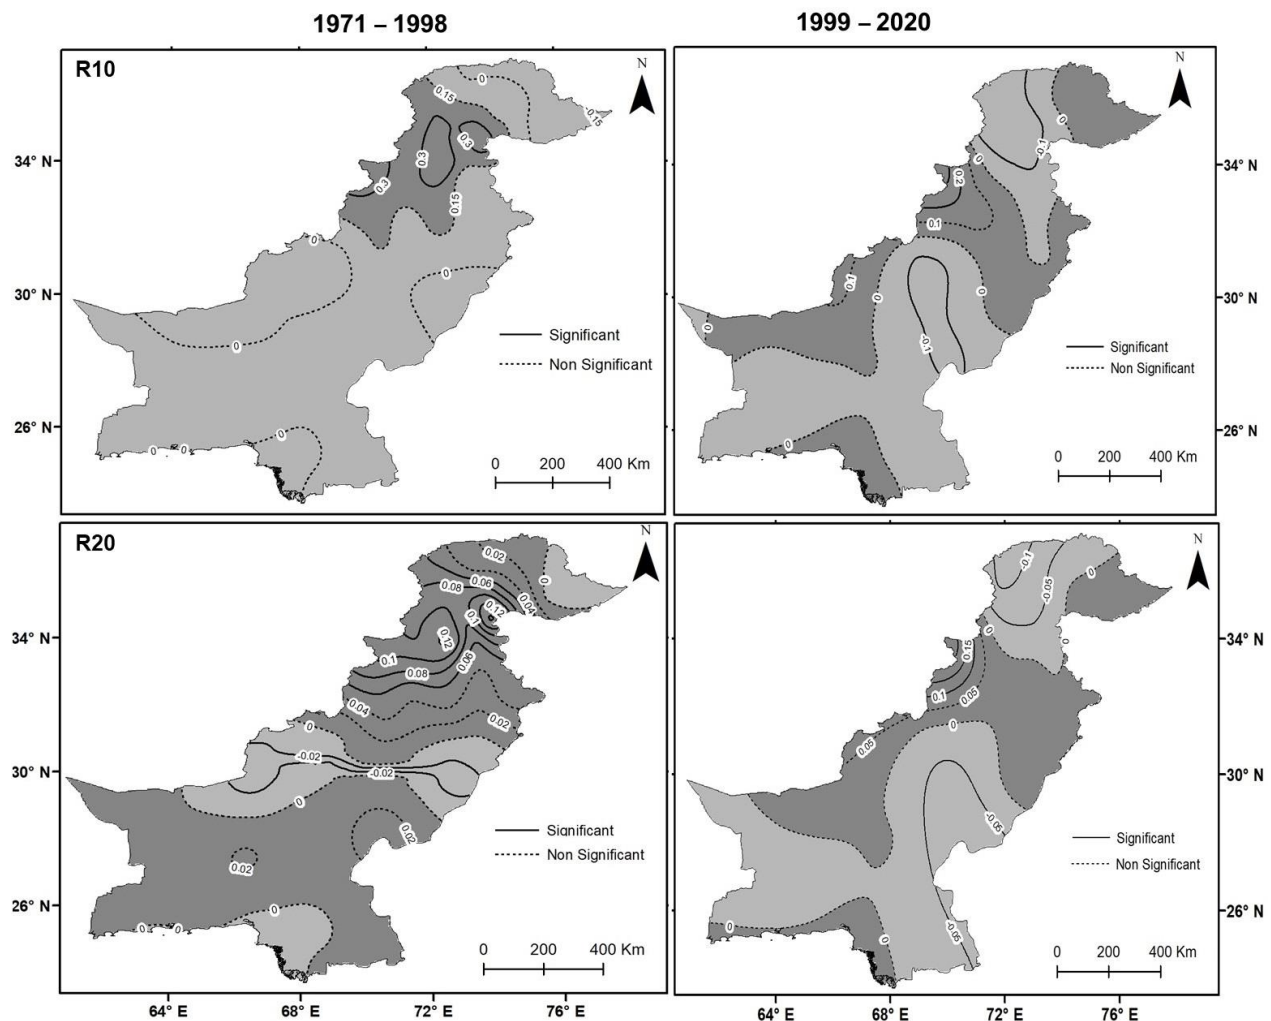 1971 – 1998
1999 – 2020
R10
N
0
0.15
-0.15
0.3
0.3
0.3
0.15
0
0
0
0
0
0
Significant
Non Significant
0 200 400 Km
34° N
30° N
26° N
N
0
-0.1
0
0.2
0.1
0.1
0
0
0
-0.1
0
Significant
Non Significant
0 200 400 Km
34° N
30° N
26° N
R20
N
0.02
0.08
0.06
0.04
0
0.12
0.1
0.12
0.1
0.08
0.06
0.04
0.02
0
-0.02
-0.02
0
0.02
0.02
0
0
0
Significant
Non Significant
0 200 400 Km
34° N
30° N
26° N
64° E 68° E 72° E 76° E
N
-0.1
-0.05
0
0
0
0.15
0.1
0.05
0.05
0
-0.05
0
0
-0.05
Significant
Non Significant
0 200 400 Km
34° N
30° N
26° N
64° E 68° E 72° E 76° E